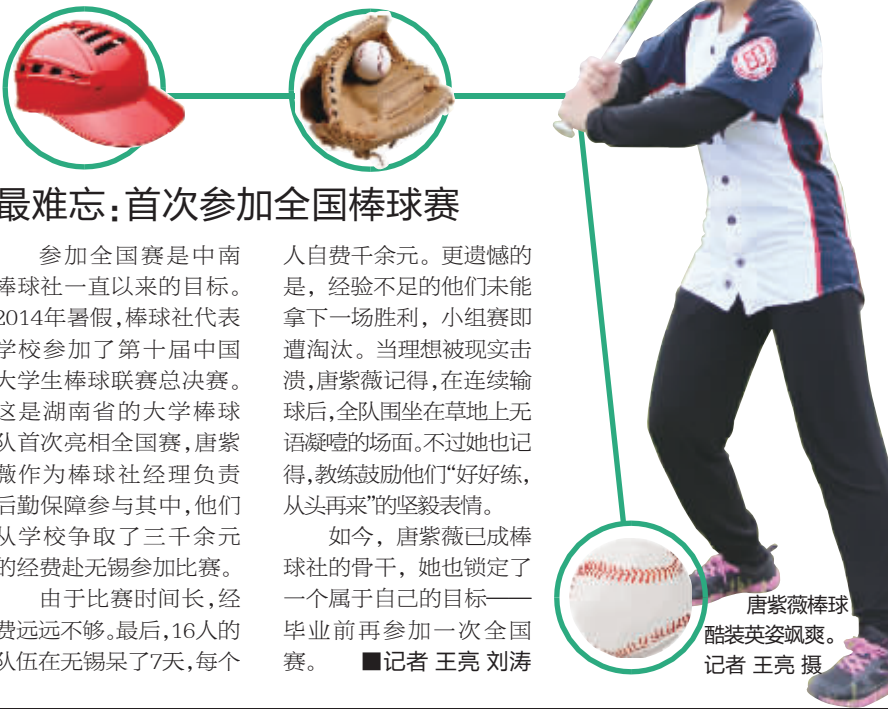 最难忘:首次参加全国棒球赛
参加全国赛是中南
棒球社一直以来的目标。
2014年暑假,棒球社代表
学校参加了第十届中国
大学生棒球联赛总决赛。
这是湖南省的大学棒球
队首次亮相全国赛,唐紫
薇作为棒球社经理负责
后勤保障参与其中,他们
从学校争取了三千余元
的经费赴无锡参加比赛。
由于比赛时间长,经
费远远不够。最后,16人的
队伍在无锡呆了7天,每个
人自费千余元。更遗憾的
是，经验不足的他们未能
拿下一场胜利，小组赛即
遭淘汰。当理想被现实击
溃,唐紫薇记得,在连续输
球后,全队围坐在草地上无
语凝噎的场面。不过她也记
得,教练鼓励他们“好好练,
从头再来”的坚毅表情。
如今，唐紫薇已成棒
球社的骨干，她也锁定了
一个属于自己的目标——
毕业前再参加一次全国
赛。 ■记者 王亮 刘涛
唐紫薇棒球
酷装英姿飒爽。
记者 王亮 摄